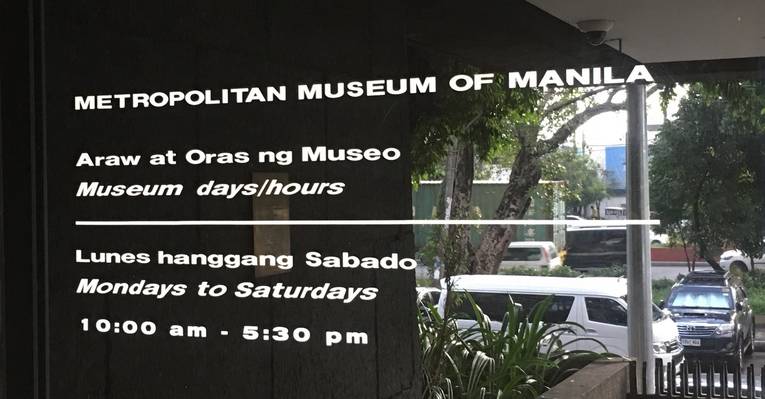 METROPOLITAN MUSEUM OF MANILA
Araw at Oras ng Museo
Museum days/hours
Lunes hanggang Sabado
Mondays to Saturdays
10:00 am - 5:30 pm